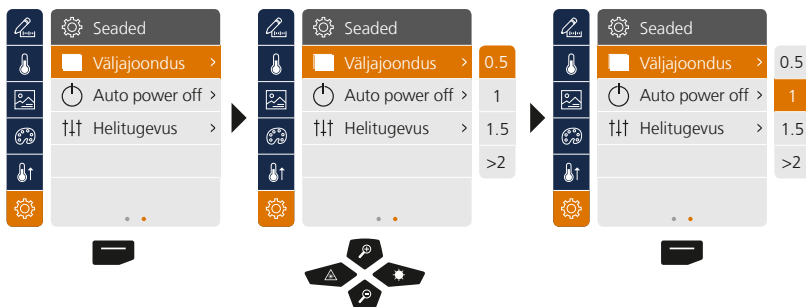 Seaded
Väljajoondus
Auto power off
Helitugevus
Seaded
Väljajoondus
Auto power off
Helitugevus
0.5
1
1.5
>2
Seaded
Väljajoondus
Auto power off
Helitugevus
0.5
1
1.5
>2